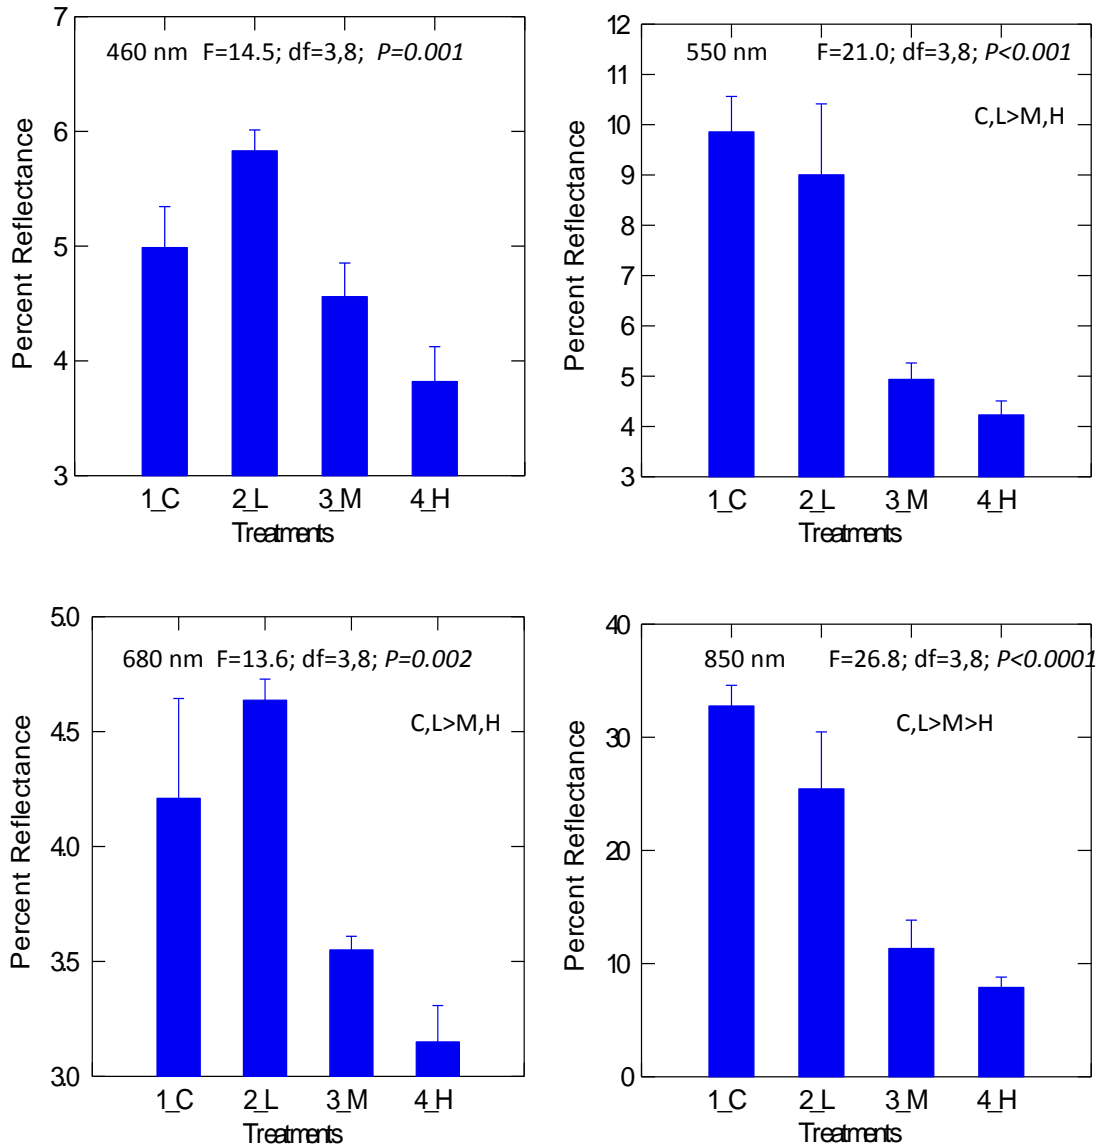 7
6
5
4
3
Percent Reflectance
460 nm F=14.5; df=3,8; P=0.001
1_C 2_L 3_M 4_H
Treatments
12
11
10
9
8
7
6
5
4
3
Percent Reflectance
550 nm F=21.0; df=3,8; P<0.001
C,L>M,H
1_C 2_L 3_M 4_H
Treatments
5.0
4.5
4.0
3.5
3.0
Percent Reflectance
680 nm F=13.6; df=3,8; P=0.002
C,L>M,H
1_C 2_L 3_M 4_H
Treatments
40
30
20
10
0
Percent Reflectance
850 nm F=26.8; df=3,8; P<0.0001
C,L>M>H
1_C 2_L 3_M 4_H
Treatments